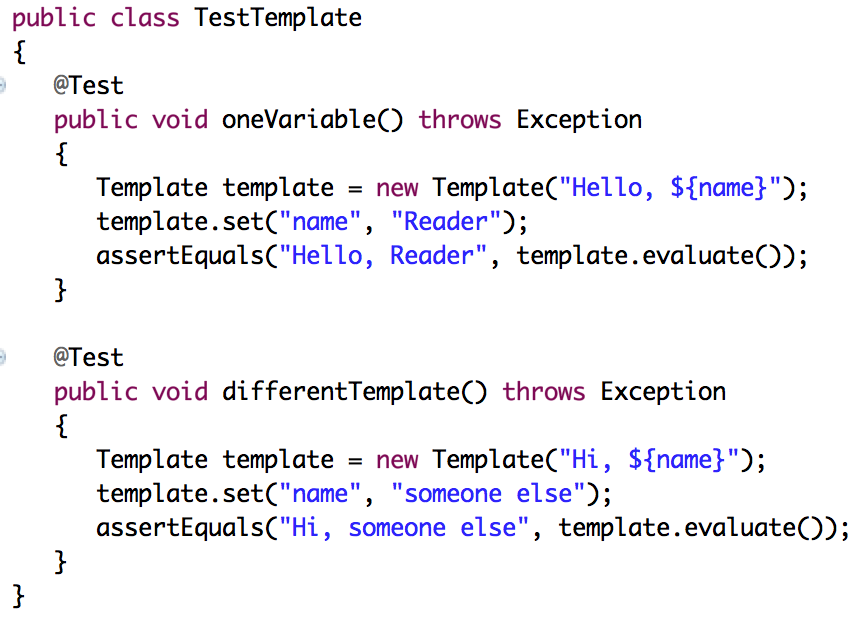 public class TestTemplate
{
@Test
public void oneVariable() throws Exception
{
Template template = new Template("Hello, ${name}");
template.set("name", "Reader");
assertEquals("Hello, Reader", template.evaluate());
}
@Test
public void differentTemplate() throws Exception
{
Template template = new Template("Hi, ${name}");
template.set("name", "someone else");
assertEquals("Hi, someone else", template.evaluate());
}
}